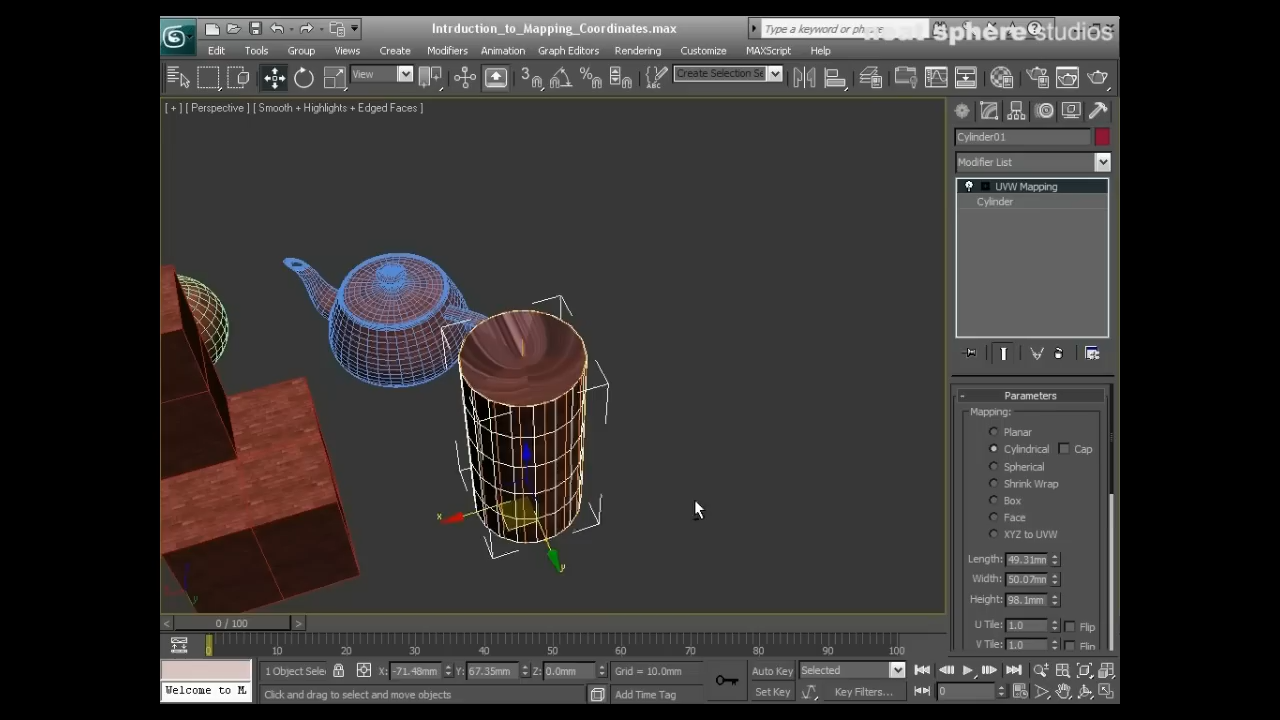 Intrduction_to_Mapping_Coordinates.max
Type a keyword or phrase
sphere studios
Edit Tools Group Views Create Modifiers Animation Graph Editors Rendering Customize MAXScript Help
View
3
%
ABC
Create Selection Se
[ + ] [ Perspective ] [ Smooth + Highlights + Edged Faces ]
Cylinder01
Modifier List
UVW Mapping
Cylinder
x
y
y
- Parameters
Mapping:
Planar
Cylindrical Cap
Spherical
Shrink Wrap
Box
Face
XYZ to UVW
Length: 49.31mm
Width: 50.07mm
Height: 98.1mm
U Tile: 1.0 Flip
V Tile: 1.0 Flip
< 0 / 100 >
0 10 20 30 40 50 60 70 80 90 100
1 Object Sele X: -71.48mm Y: 67.35mm Z: 0.0mm Grid = 10.0mm Auto Key Selected
Welcome to M Click and drag to select and move objects Add Time Tag Set Key Key Filters... 0